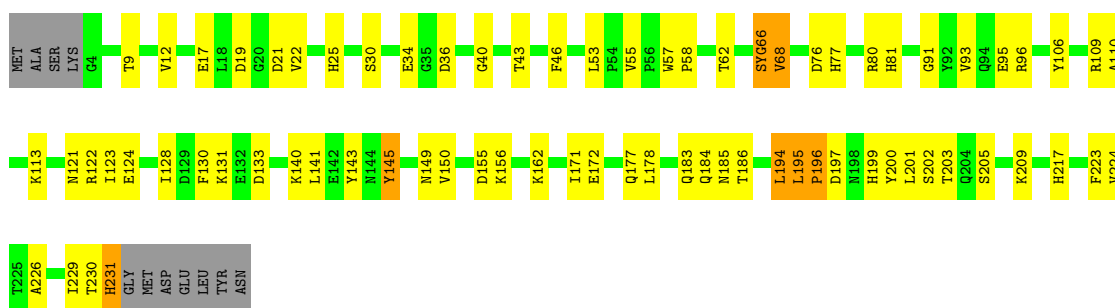 MET ALA SER LYS G4 T9 V12 E17 L18 D19 G20 D21 V22 H25 S30 E34 G35 D36 G40 T43 F46 L53 P54 V55 P56 W57 P58 T62 SYG66 V68 D76 H77 R80 H81 G91 Y92 V93 Q94 E95 R96 Y106 R109
K113 N121 R122 I123 E124 I128 D129 F130 K131 E132 D133 K140 L141 E142 Y143 N144 Y145 N149 V150 D155 K156 K162 I171 E172 Q177 L178 Q183 Q184 N185 T186 L194 L195 P196 D197 N198 H199 Y200 L201 S202 T203 Q204 S205 K209 H217 F223
T225 A226 I229 T230 H231 GLY MET ASP GLU LEU TYR ASN